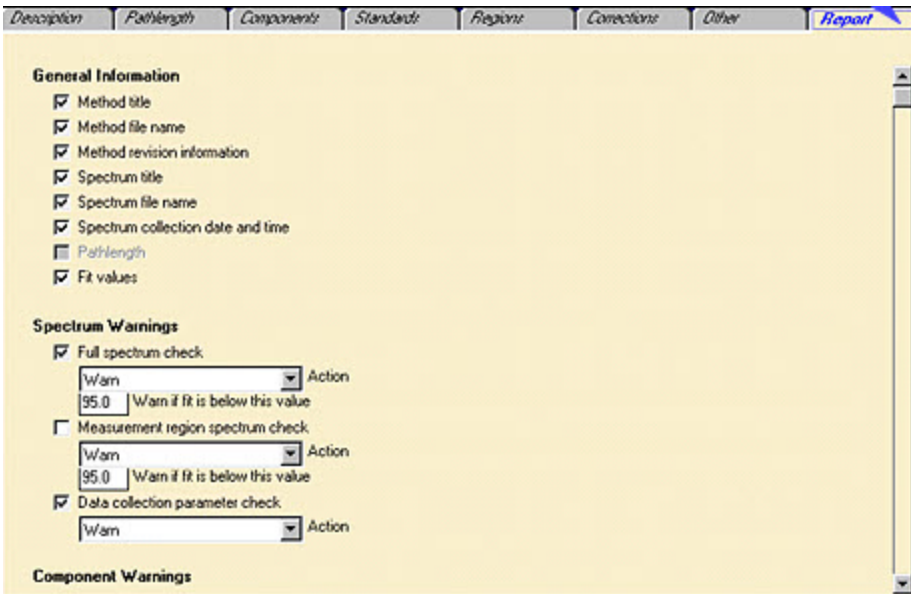 Description Pathlength Components Standards Regions Corrections Other Report
General Information
Method title
Method file name
Method revision information
Spectrum title
Spectrum file name
Spectrum collection date and time
Pathlength
Fit values
Spectrum Warnings
Full spectrum check
Warn Action
95.0 Warn if fit is below this value
Measurement region spectrum check
Warn Action
95.0 Warn if fit is below this value
Data collection parameter check
Warn Action
Component Warnings